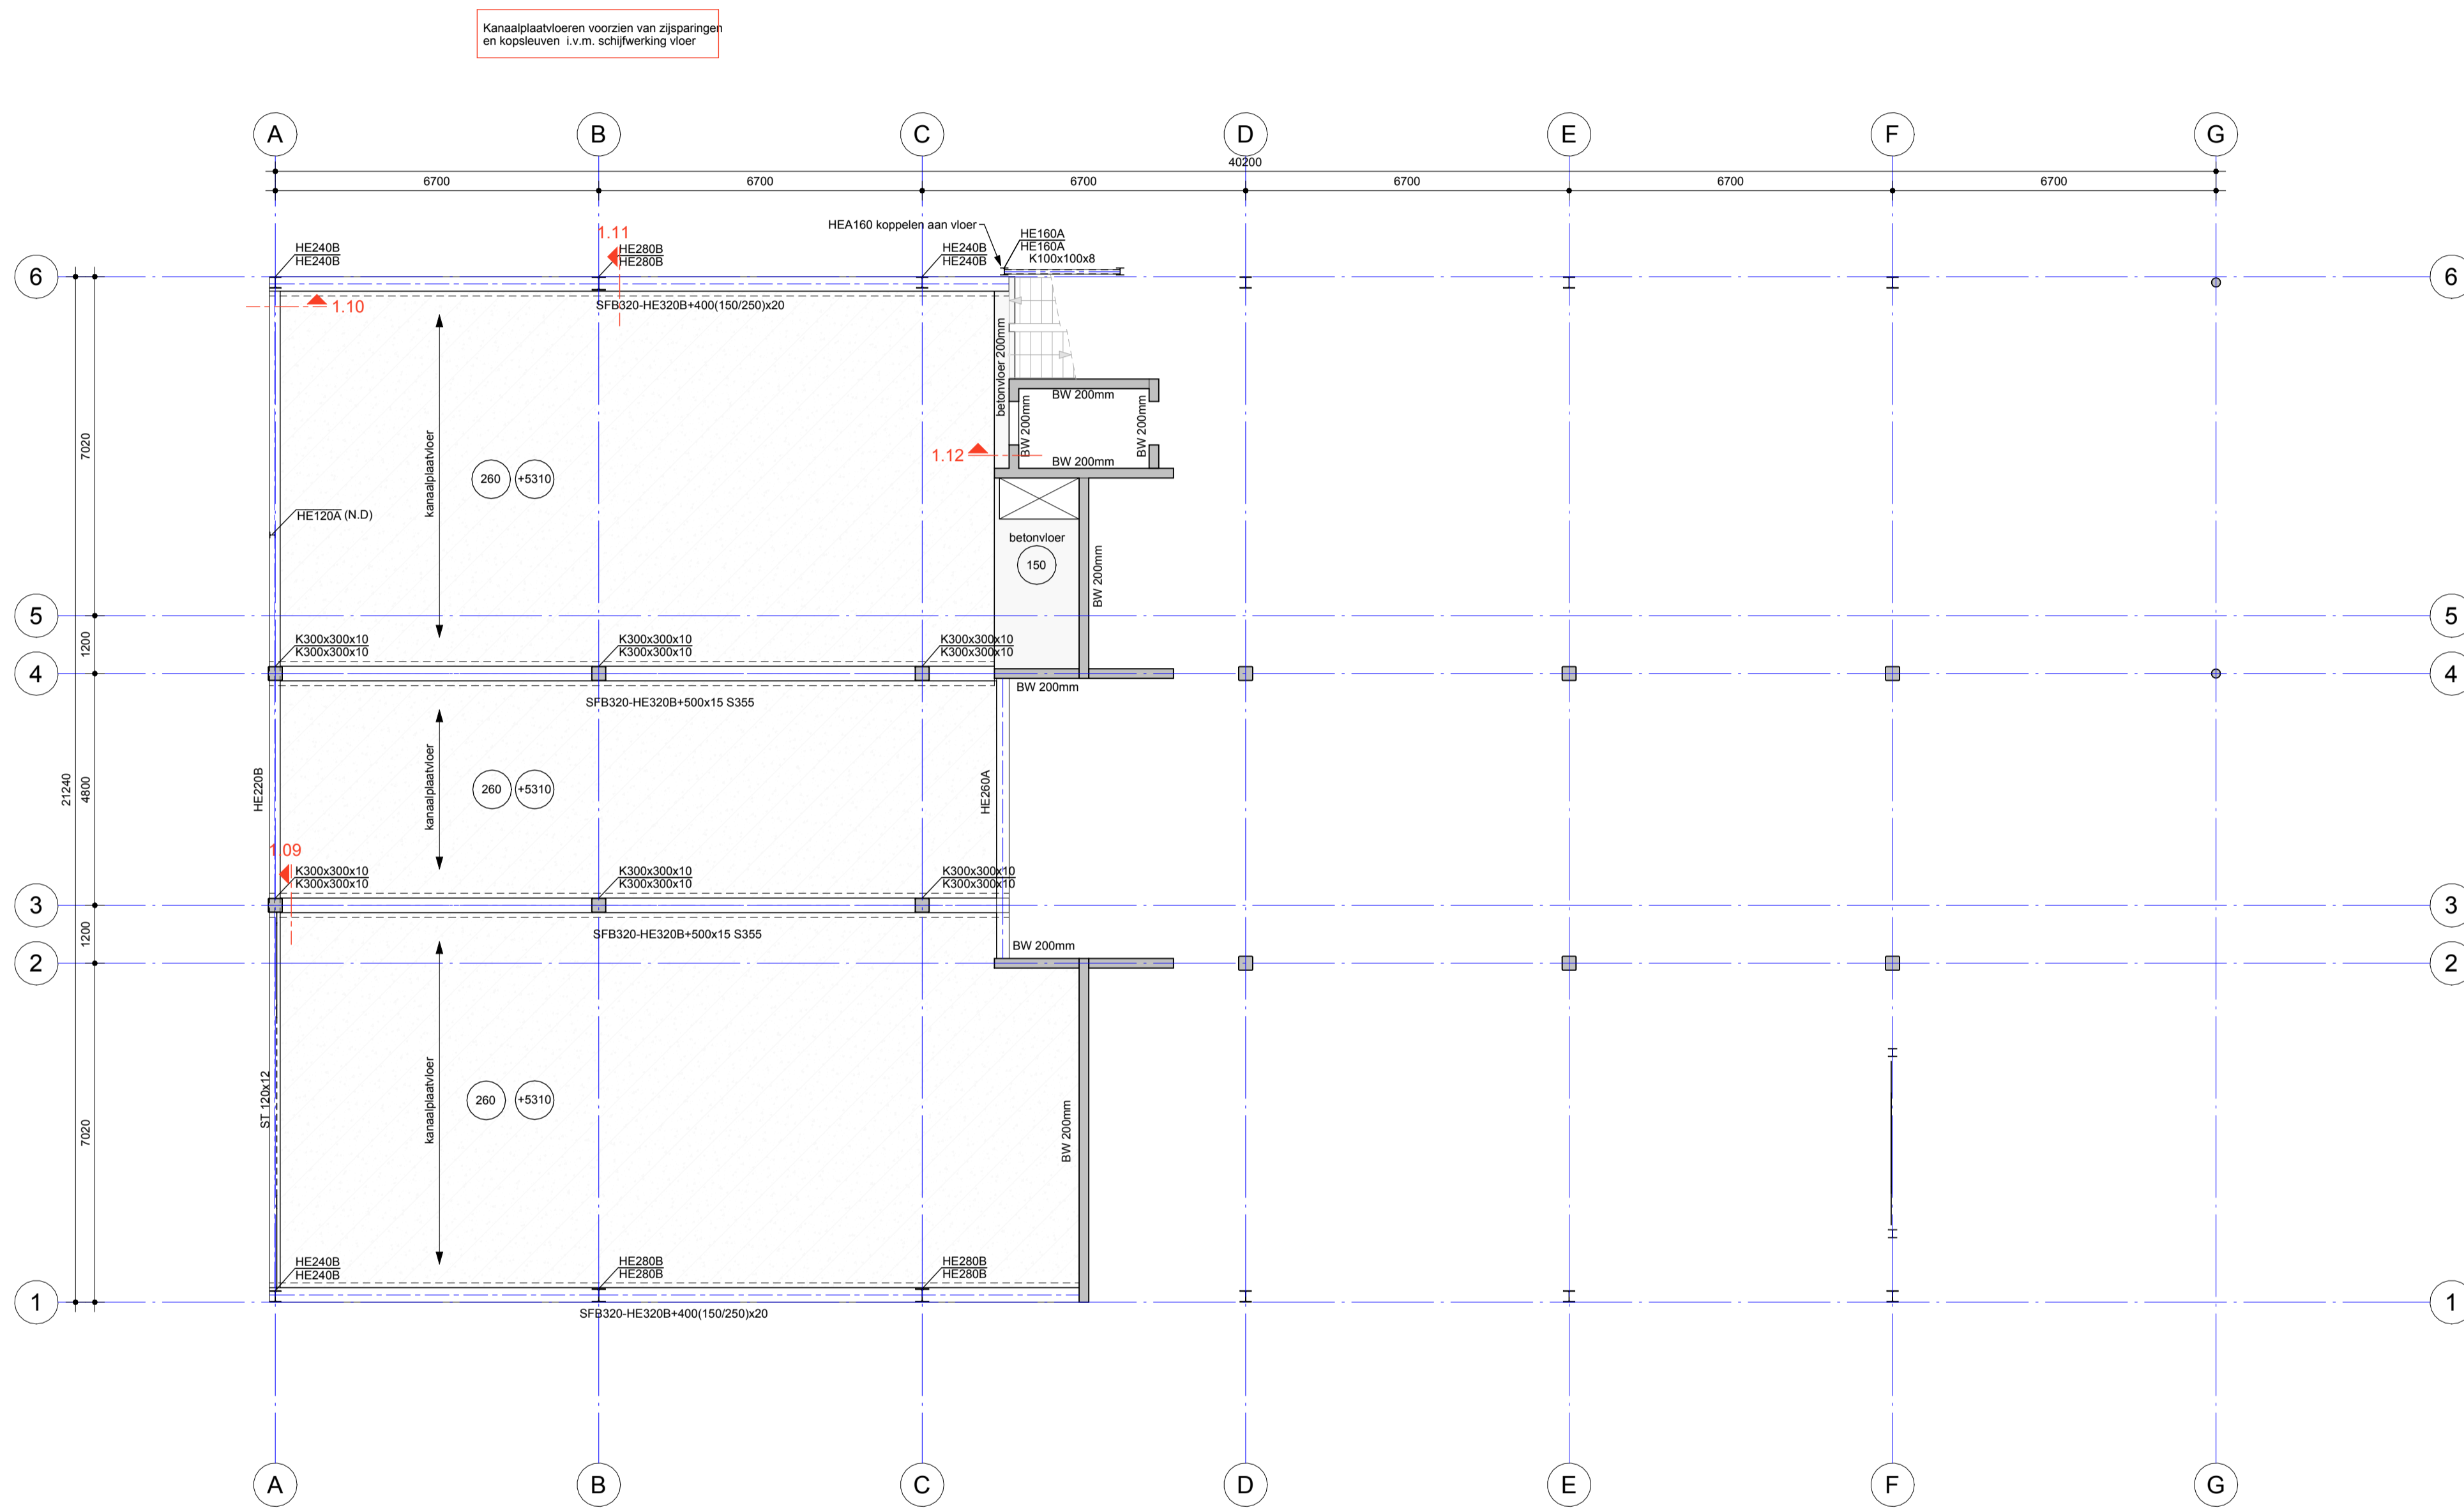 Kanaalplaatvloeren voorzien van zijsparingen
en kopsleuven i.v.m. schijfwerking vloer
A
B
C
D
E
F
G
40200
6700
6700
6700
6700
6700
6700
HEA160 koppelen aan vloer
HE160A
HE160A
K100x100x8
1.11
HE240B
HE240B
HE280B
HE280B
HE240B
HE240B
6
6
1.10
SFB320-HE320B+400(150/250)x20
betonvloer 200mm
BW 200mm
BW 200mm
BW 200mm
7020
kanaalplaatvloer
1.12
BW 200mm
260
+5310
HE120A (N.D)
betonvloer
150
BW 200mm
5
5
1200
K300x300x10
K300x300x10
K300x300x10
K300x300x10
K300x300x10
K300x300x10
4
4
BW 200mm
SFB320-HE320B+500x15 S355
21240
4800
HE220B
kanaalplaatvloer
260
+5310
HE260A
1.09
K300x300x10
K300x300x10
K300x300x10
K300x300x10
K300x300x10
K300x300x10
3
3
1200
SFB320-HE320B+500x15 S355
BW 200mm
2
2
7020
ST 120x12
kanaalplaatvloer
260
+5310
BW 200mm
HE240B
HE240B
HE280B
HE280B
HE280B
HE280B
1
1
SFB320-HE320B+400(150/250)x20
A
B
C
D
E
F
G